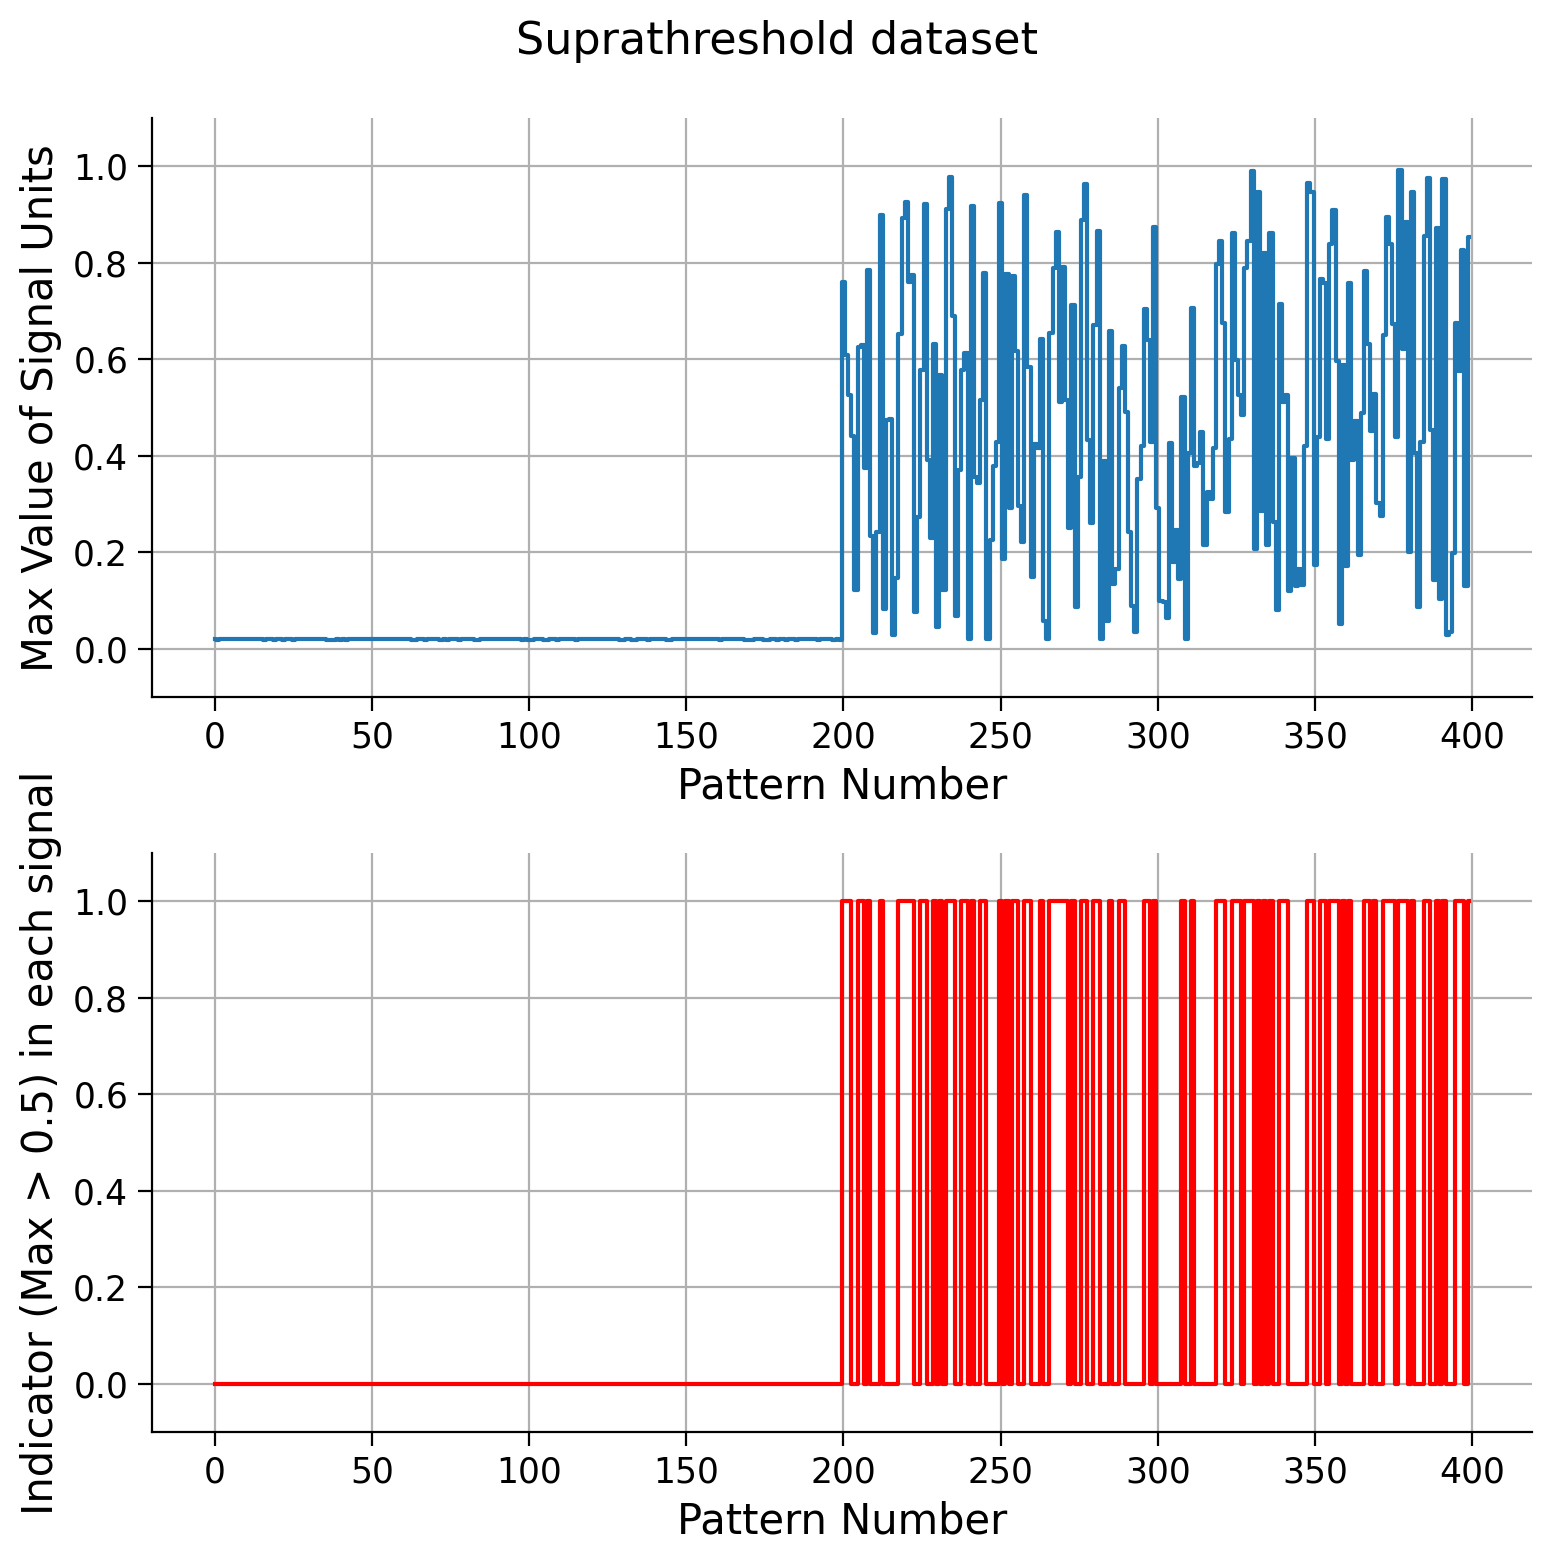 Suprathreshold dataset
Max Value of Signal Units
1.0
0.8
0.6
0.4
0.2
0.0
0 50 100 150 200 250 300 350 400
Pattern Number
Indicator (Max > 0.5) in each signal
1.0
0.8
0.6
0.4
0.2
0.0
0 50 100 150 200 250 300 350 400
Pattern Number